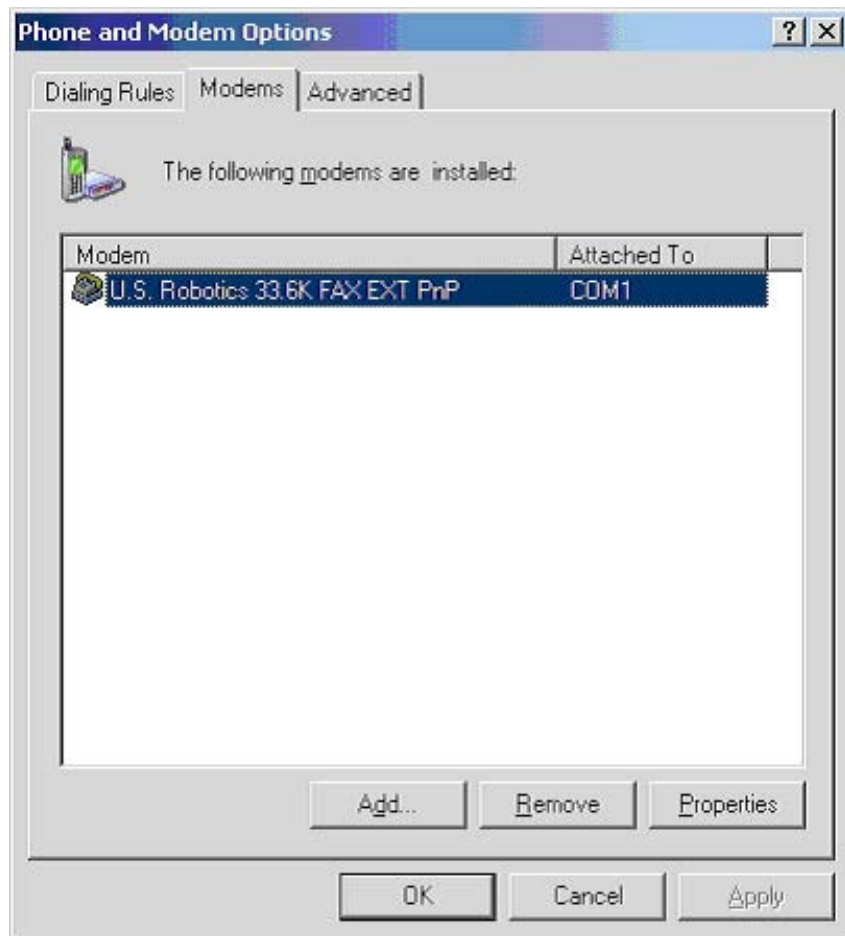 Phone and Modem Options
Dialing Rules Modems Advanced
The following modems are installed:
Modem Attached To
U.S. Robotics 33.6K FAX EXT PnP COM1
Add... Remove Properties
OK Cancel Apply